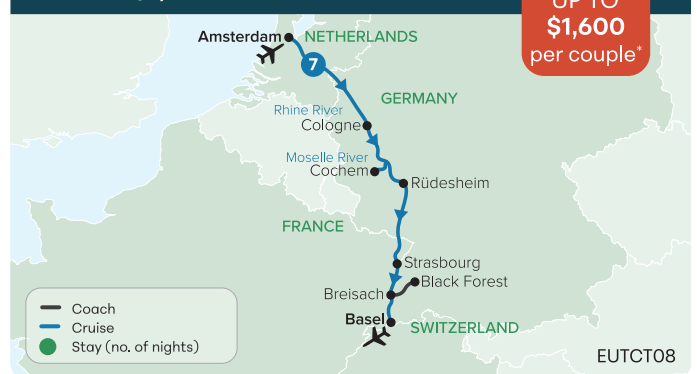 UP TO
$1,600
per couple*
Amsterdam
NETHERLANDS
7
GERMANY
Rhine River
Cologne
Moselle River
Cochem
Rüdesheim
FRANCE
Strasbourg
Black Forest
Breisach
Basel
SWITZERLAND
Coach
Cruise
Stay (no. of nights)
EUTCT08